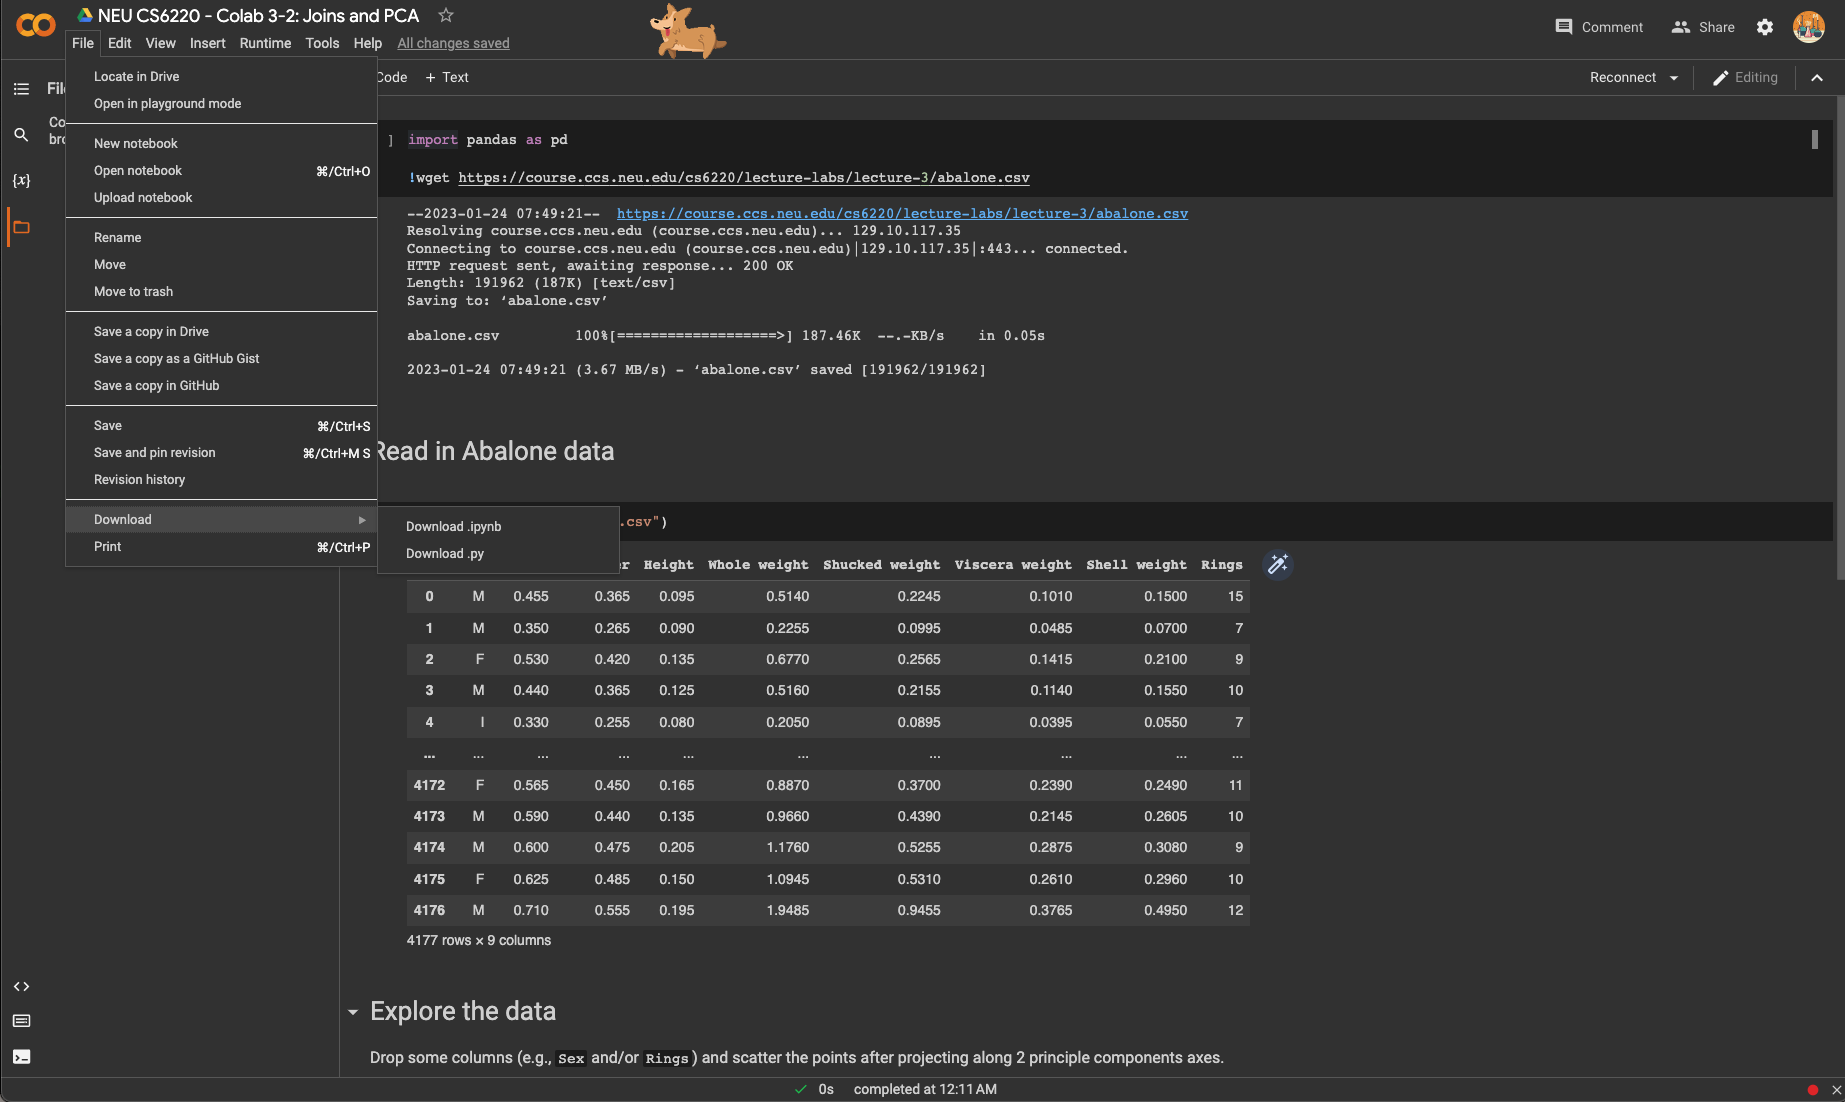 NEU CS6220 - Colab 3-2: Joins and PCA
File Edit View Insert Runtime Tools Help All changes saved
Comment Share
Locate in Drive
Open in playground mode
New notebook
Open notebook ⌘/Ctrl+O
Upload notebook
Rename
Move
Move to trash
Save a copy in Drive
Save a copy as a GitHub Gist
Save a copy in GitHub
Save ⌘/Ctrl+S
Save and pin revision ⌘/Ctrl+M S
Revision history
Download
Print ⌘/Ctrl+P
Download .ipynb
Download .py
Fil
Co
bro
{x}
Code + Text
Reconnect Editing
] import pandas as pd
!wget https://course.ccs.neu.edu/cs6220/lecture-labs/lecture-3/abalone.csv
--2023-01-24 07:49:21-- https://course.ccs.neu.edu/cs6220/lecture-labs/lecture-3/abalone.csv
Resolving course.ccs.neu.edu (course.ccs.neu.edu)... 129.10.117.35
Connecting to course.ccs.neu.edu (course.ccs.neu.edu)|129.10.117.35|:443... connected.
HTTP request sent, awaiting response... 200 OK
Length: 191962 (187K) [text/csv]
Saving to: ‘abalone.csv’
abalone.csv 100%[===================>] 187.46K --.-KB/s in 0.05s
2023-01-24 07:49:21 (3.67 MB/s) - ‘abalone.csv’ saved [191962/191962]
Read in Abalone data
.csv")
er Height Whole weight Shucked weight Viscera weight Shell weight Rings
0 M 0.455 0.365 0.095 0.5140 0.2245 0.1010 0.1500 15
1 M 0.350 0.265 0.090 0.2255 0.0995 0.0485 0.0700 7
2 F 0.530 0.420 0.135 0.6770 0.2565 0.1415 0.2100 9
3 M 0.440 0.365 0.125 0.5160 0.2155 0.1140 0.1550 10
4 I 0.330 0.255 0.080 0.2050 0.0895 0.0395 0.0550 7
... ... ... ... ... ... ... ... ... ...
4172 F 0.565 0.450 0.165 0.8870 0.3700 0.2390 0.2490 11
4173 M 0.590 0.440 0.135 0.9660 0.4390 0.2145 0.2605 10
4174 M 0.600 0.475 0.205 1.1760 0.5255 0.2875 0.3080 9
4175 F 0.625 0.485 0.150 1.0945 0.5310 0.2610 0.2960 10
4176 M 0.710 0.555 0.195 1.9485 0.9455 0.3765 0.4950 12
4177 rows × 9 columns
Explore the data
Drop some columns (e.g., Sex and/or Rings) and scatter the points after projecting along 2 principle components axes.
0s completed at 12:11 AM